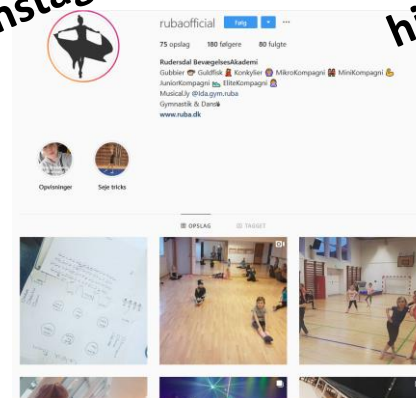 nstag
hi
rubaofficial Følg
75 opslag 180 følgere 80 fulgte
Rudersdal BevægelsesAkademi
Gubbier Guldfisk Konkylier MikroKompagni MiniKompagni
JuniorKompagni EliteKompagni
Musical.ly @ida.gym.ruba
Gymnastik & Dans
www.ruba.dk
Opvisninger Seje tricks
OPSLAG TAGGET